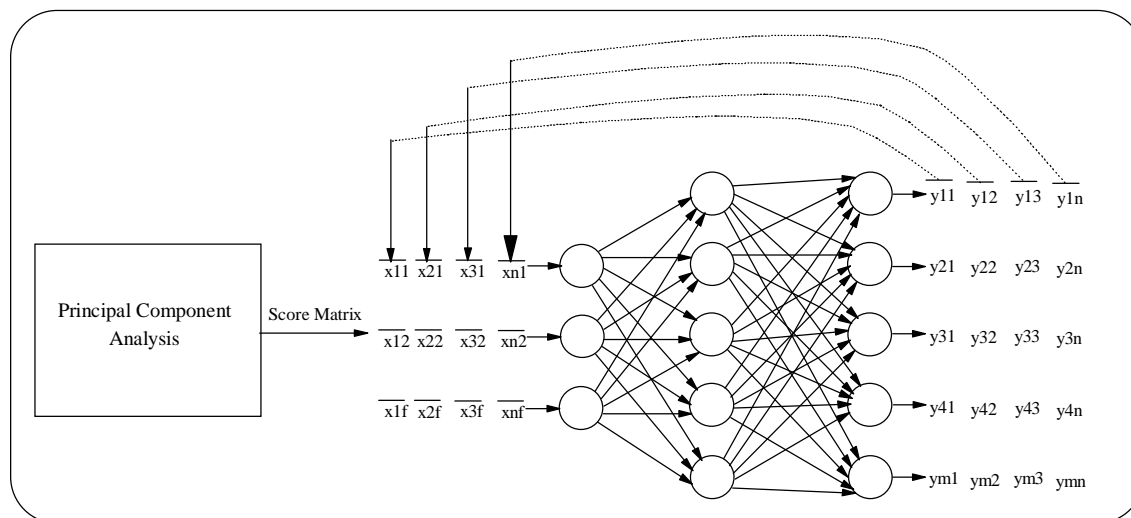 y11 y12 y13 y1n
x11 x21 x31 xn1
y21 y22 y23 y2n
Principal Component
Analysis
Score Matrix
x12 x22 x32 xn2
y31 y32 y33 y3n
x1f x2f x3f xnf
y41 y42 y43 y4n
ym1 ym2 ym3 ymn